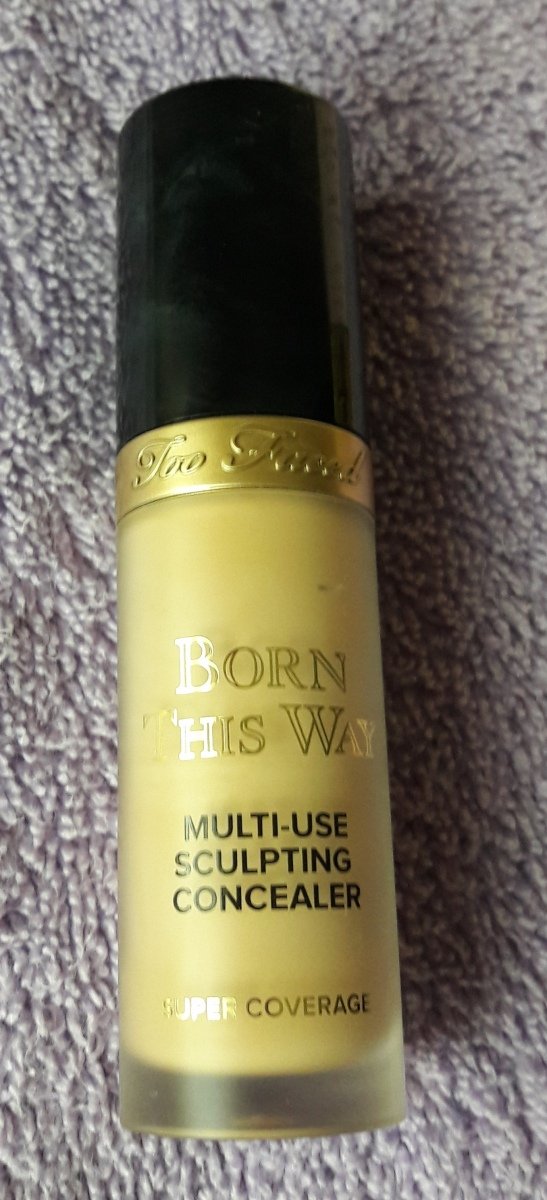 Too Faced
BORN
THIS WAY
MULTI-USE
SCULPTING
CONCEALER
SUPER COVERAGE